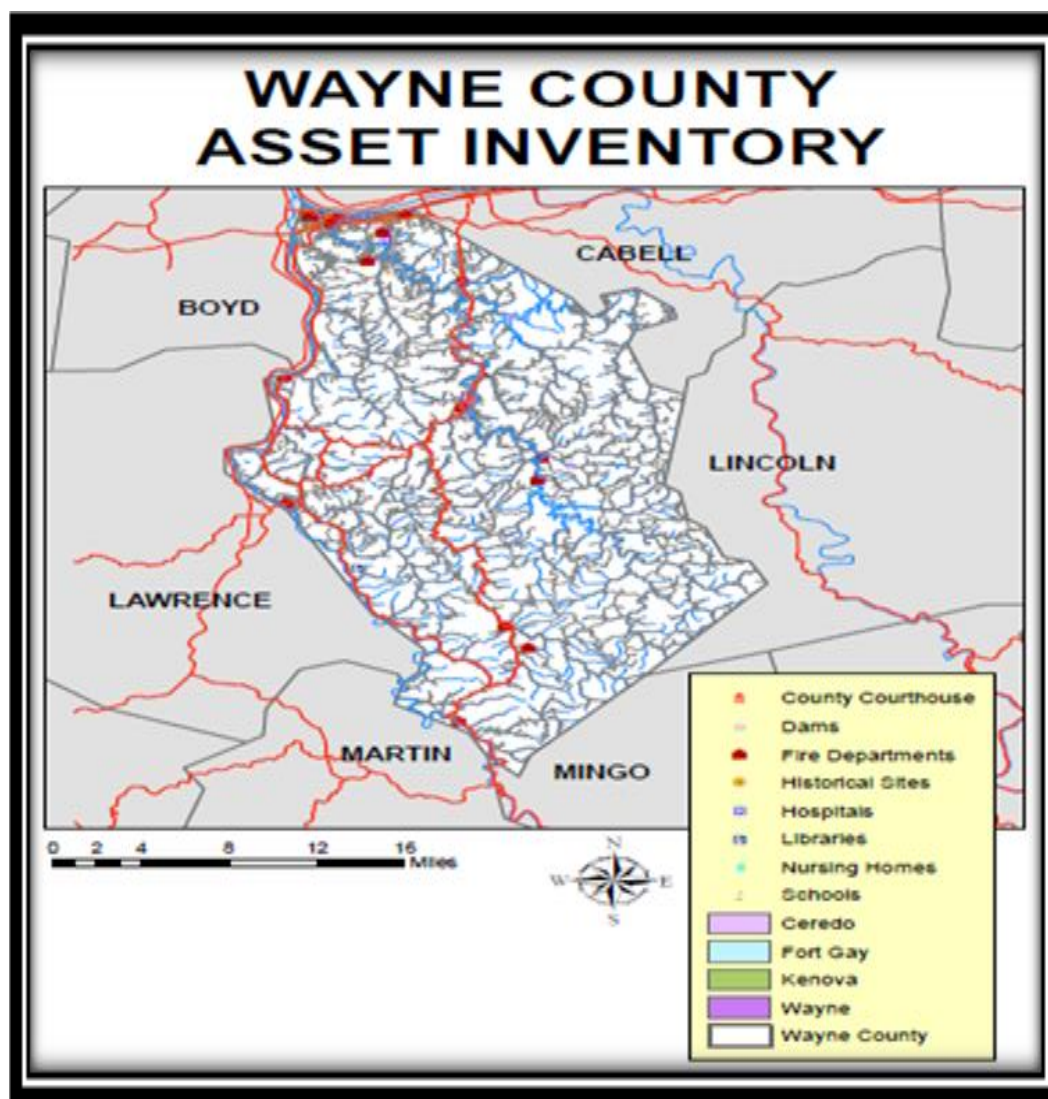 WAYNE COUNTY
ASSET INVENTORY
CABELL
BOYD
LINCOLN
LAWRENCE
MARTIN
MINGO
County Courthouse
Dams
Fire Departments
Historical Sites
Hospitals
Libraries
Nursing Homes
Schools
Ceredo
Fort Gay
Kenova
Wayne
Wayne County
0 2 4 8 12 16
Miles
N
W E
S